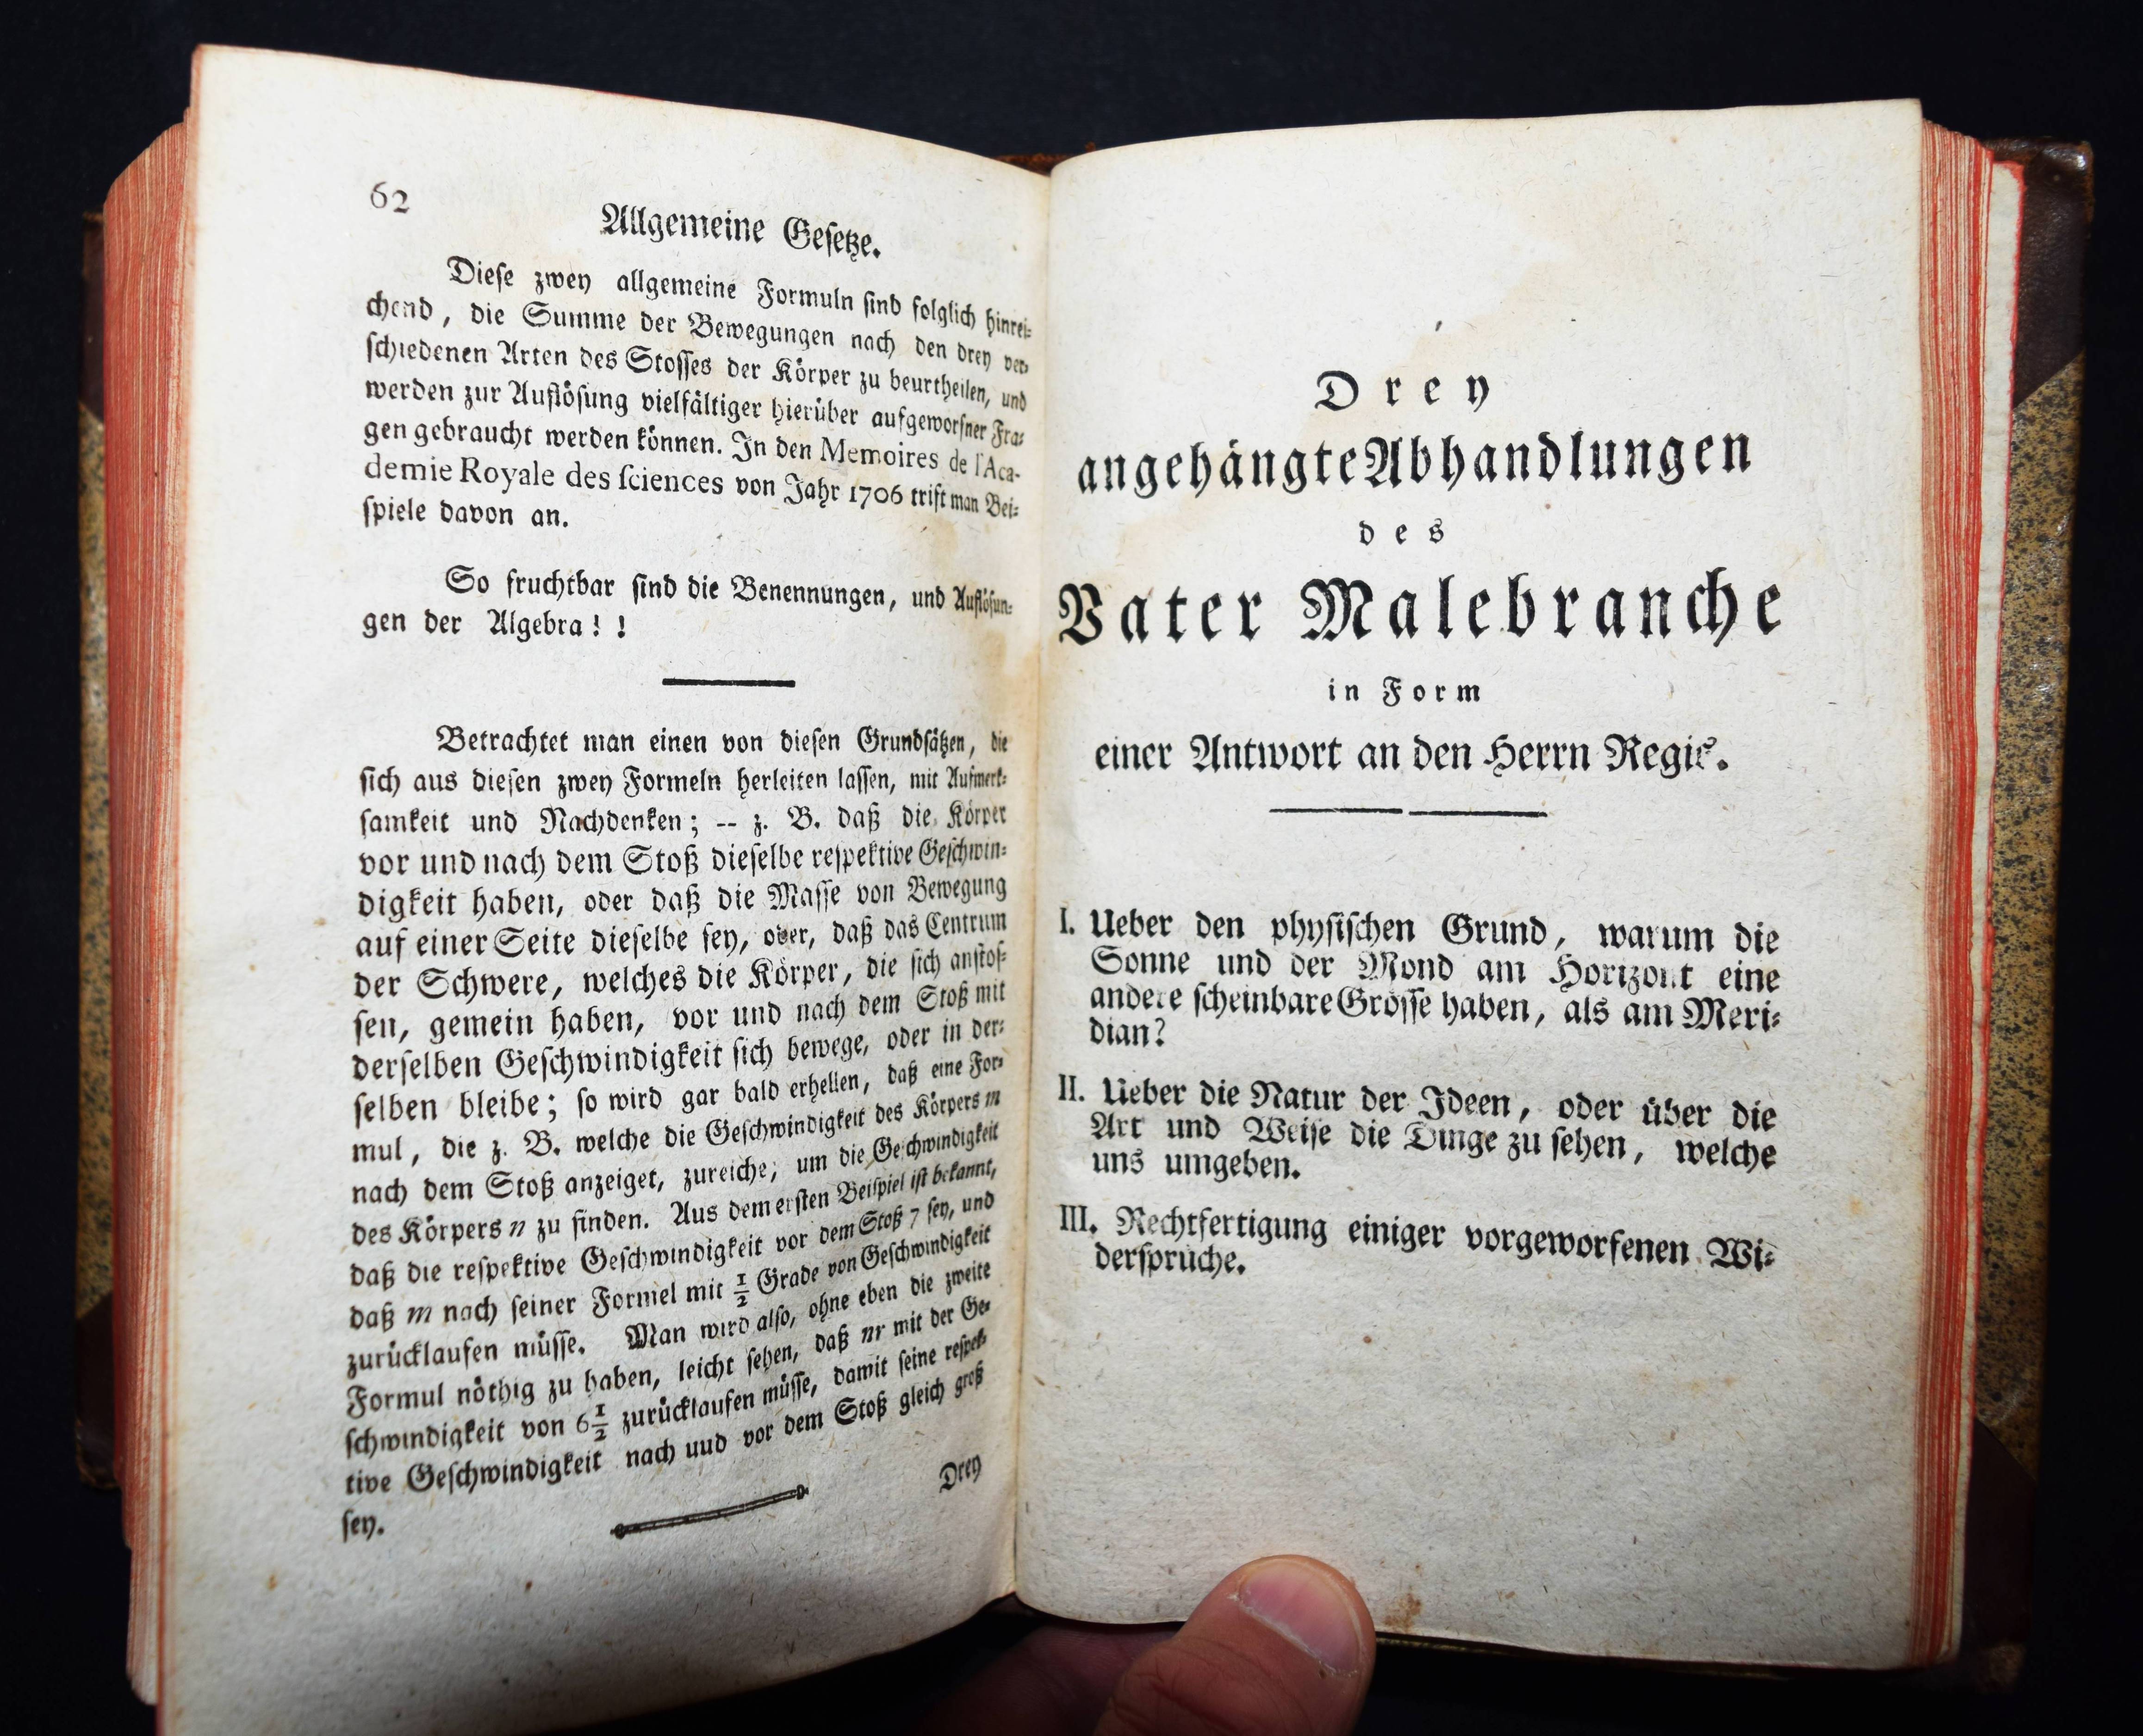 62
Allgemeine Geſetze.
Dieſe zwey allgemeine Formuln ſind folglich hinrei⸗
chend, die Summe der Bewegungen nach den drey ver⸗
ſchiedenen Arten des Stoſſes der Körper zu beurtheilen, und
werden zur Auflöſung vielfältiger hierüber aufgeworfner Fra⸗
gen gebraucht werden können. In den Memoires de l'Aca-
demie Royale des ſciences von Jahr 1706 trift man Bei⸗
ſpiele davon an.
So fruchtbar ſind die Benennungen, und Auflöſun⸗
gen der Algebra! !
Betrachtet man einen von dieſen Grundſätzen, die
ſich aus dieſen zwey Formeln herleiten laſſen, mit Aufmerk⸗
ſamkeit und Nachdenken; -- z. B. daß die Körper
vor und nach dem Stoß dieſelbe reſpektive Geſchwin⸗
digkeit haben, oder daß die Maſſe von Bewegung
auf einer Seite dieſelbe ſey, oder, daß das Centrum
der Schwere, welches die Körper, die ſich anſtoſ⸗
ſen, gemein haben, vor und nach dem Stoß mit
derſelben Geſchwindigkeit ſich bewege, oder in der⸗
ſelben bleibe; ſo wird gar bald erhellen, daß eine For⸗
mul, die z. B. welche die Geſchwindigkeit des Körpers m
nach dem Stoß anzeiget, zureiche; um die Geſchwindigkeit
des Körpers n zu finden. Aus dem erſten Beiſpiel iſt bekannt,
daß die reſpektive Geſchwindigkeit vor dem Stoß 7 ſey, und
daß m nach ſeiner Formel mit ½ Grade von Geſchwindigkeit
zurücklaufen müſſe. Man wird alſo, ohne eben die zweite
Formul nöthig zu haben, leicht ſehen, daß nr mit der Ge⸗
ſchwindigkeit von 6½ zurücklaufen müſſe, damit ſeine reſpek⸗
tive Geſchwindigkeit nach uud vor dem Stoß gleich groß
ſey.
Drey
Drey
angehängte Abhandlungen
des
Vater Malebranche
in Form
einer Antwort an den Herrn Regis.
I. Ueber den phyſiſchen Grund, warum die
Sonne und der Mond am Horizont eine
andere ſcheinbare Gröſſe haben, als am Meri⸗
dian?
II. Ueber die Natur der Ideen, oder über die
Art und Weiſe die Dinge zu ſehen, welche
uns umgeben.
III. Rechtfertigung einiger vorgeworfenen Wi⸗
derſprüche.